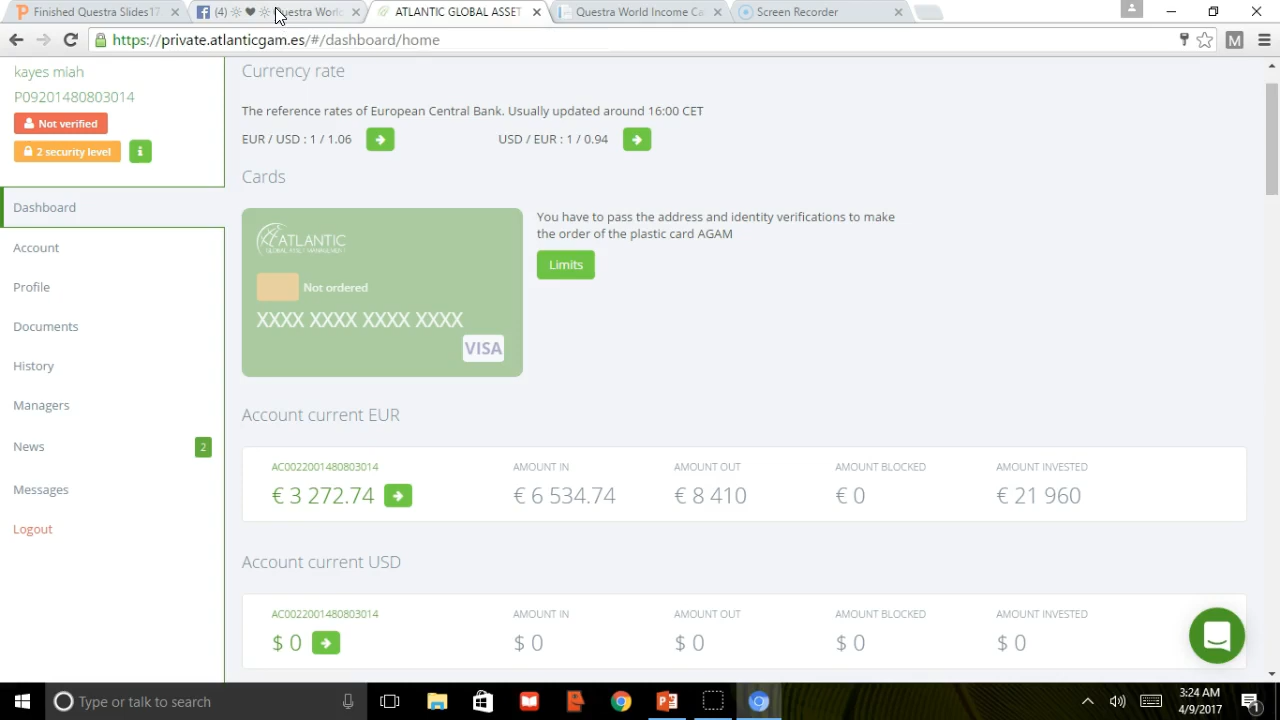 Finished Questra Slides17
(4) ☼ ♥ ☼ Questra Worl
ATLANTIC GLOBAL ASSET
Questra World Income Ca
Screen Recorder
https://private.atlanticgam.es/#/dashboard/home
kayes miah
P09201480803014
Not verified
2 security level
Dashboard
Account
Profile
Documents
History
Managers
News
2
Messages
Logout
Currency rate
The reference rates of European Central Bank. Usually updated around 16:00 CET
EUR / USD : 1 / 1.06
USD / EUR : 1 / 0.94
Cards
ATLANTIC
GLOBAL ASSET MANAGEMENT
Not ordered
XXXX XXXX XXXX XXXX
VISA
You have to pass the address and identity verifications to make
the order of the plastic card AGAM
Limits
Account current EUR
AC0022001480803014 AMOUNT IN AMOUNT OUT AMOUNT BLOCKED AMOUNT INVESTED
€ 3 272.74 € 6 534.74 € 8 410 € 0 € 21 960
Account current USD
AC0022001480803014 AMOUNT IN AMOUNT OUT AMOUNT BLOCKED AMOUNT INVESTED
$ 0 $ 0 $ 0 $ 0 $ 0
Type or talk to search
3:24 AM
4/9/2017
1